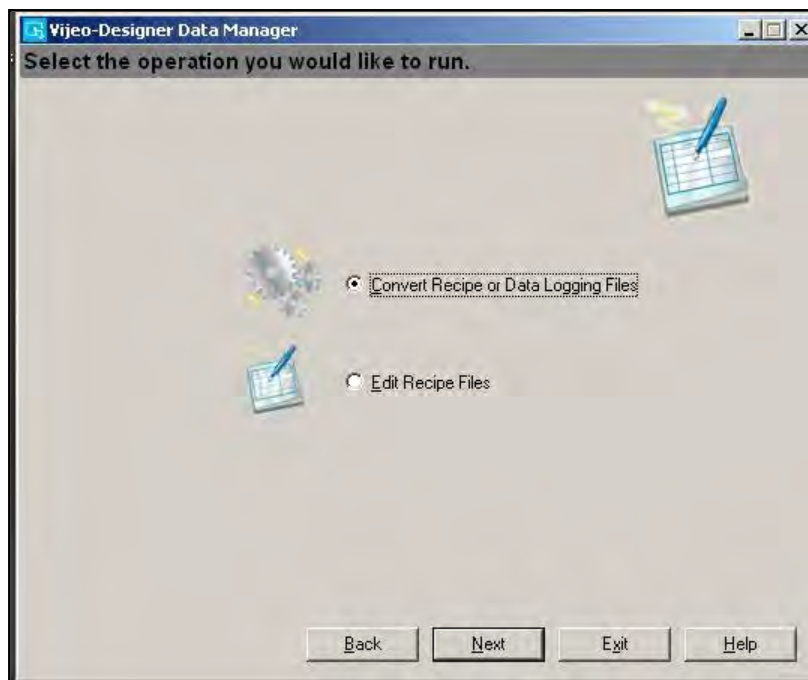 Vijeo-Designer Data Manager
Select the operation you would like to run.
Convert Recipe or Data Logging Files
Edit Recipe Files
Back Next Exit Help